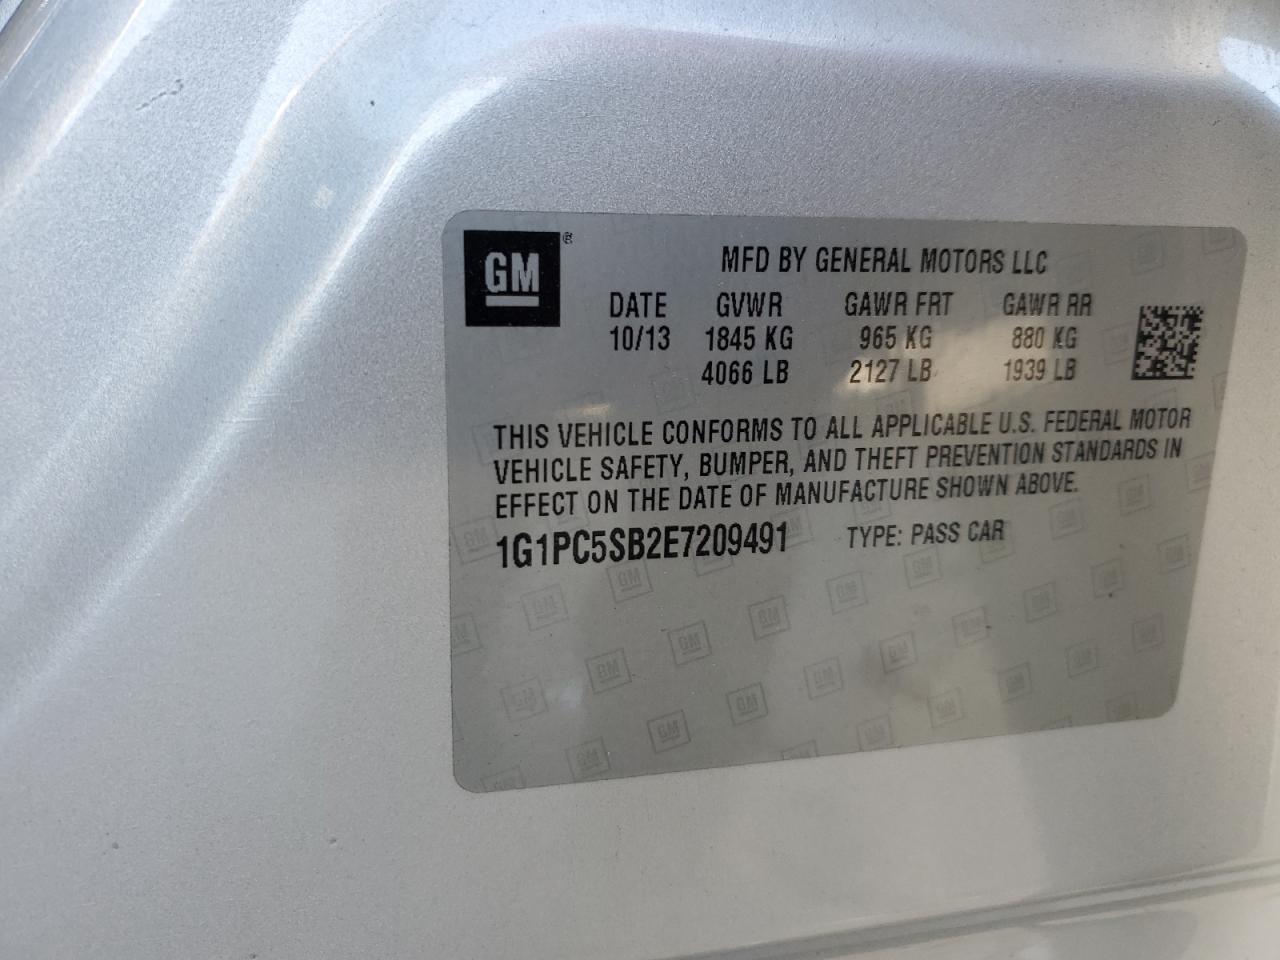 GM ®
MFD BY GENERAL MOTORS LLC
DATE GVWR GAWR FRT GAWR RR
10/13 1845 KG 965 KG 880 KG
4066 LB 2127 LB 1939 LB
THIS VEHICLE CONFORMS TO ALL APPLICABLE U.S. FEDERAL MOTOR
VEHICLE SAFETY, BUMPER, AND THEFT PREVENTION STANDARDS IN
EFFECT ON THE DATE OF MANUFACTURE SHOWN ABOVE.
1G1PC5SB2E7209491 TYPE: PASS CAR